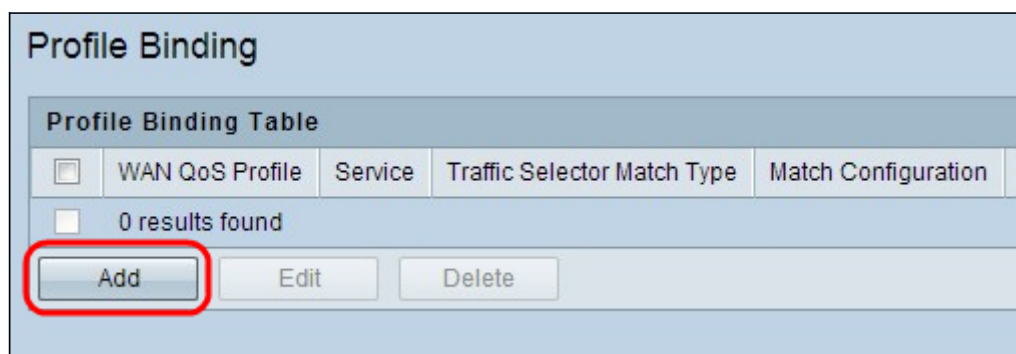 Profile Binding
Profile Binding Table
WAN QoS Profile Service Traffic Selector Match Type Match Configuration
0 results found
Add Edit Delete